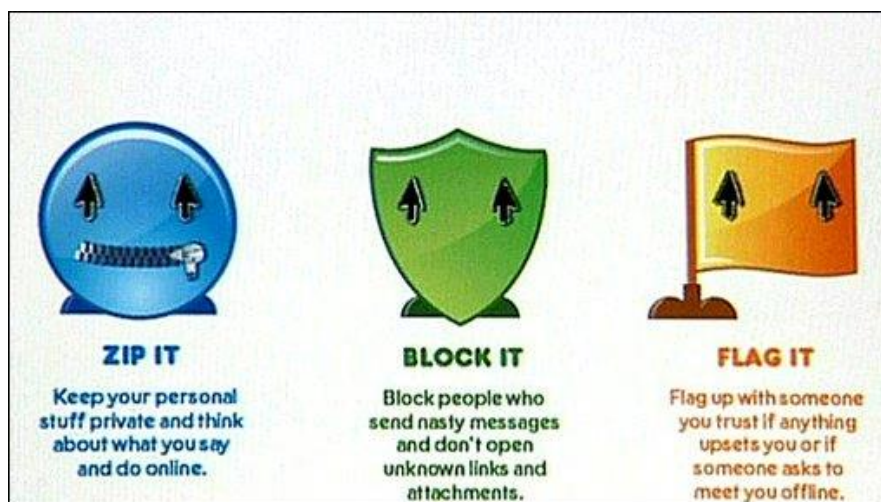 ZIP IT
Keep your personal
stuff private and think
about what you say
and do online.
BLOCK IT
Block people who
send nasty messages
and don't open
unknown links and
attachments.
FLAG IT
Flag up with someone
you trust if anything
upsets you or if
someone asks to
meet you offline.